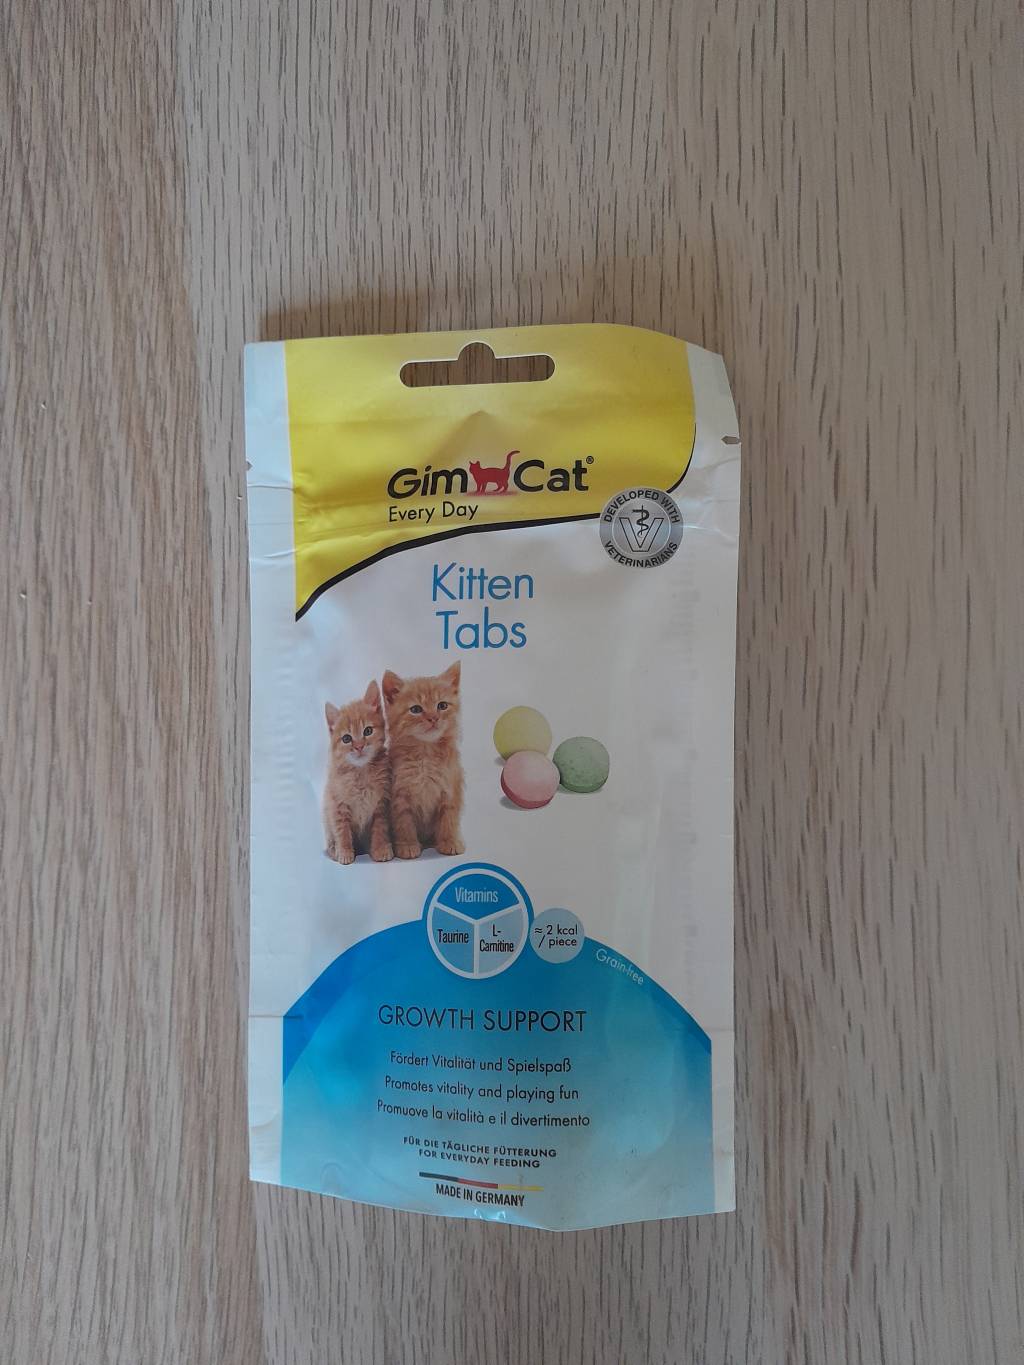 GimCat®
Every Day
DEVELOPED WITH
VETERINARIANS
Kitten
Tabs
Vitamins
Taurine
L-
Carnitine
≈ 2 kcal
/ piece
Grain-free
GROWTH SUPPORT
Fördert Vitalität und Spielspaß
Promotes vitality and playing fun
Promuove la vitalità e il divertimento
FÜR DIE TÄGLICHE FÜTTERUNG
FOR EVERYDAY FEEDING
MADE IN GERMANY